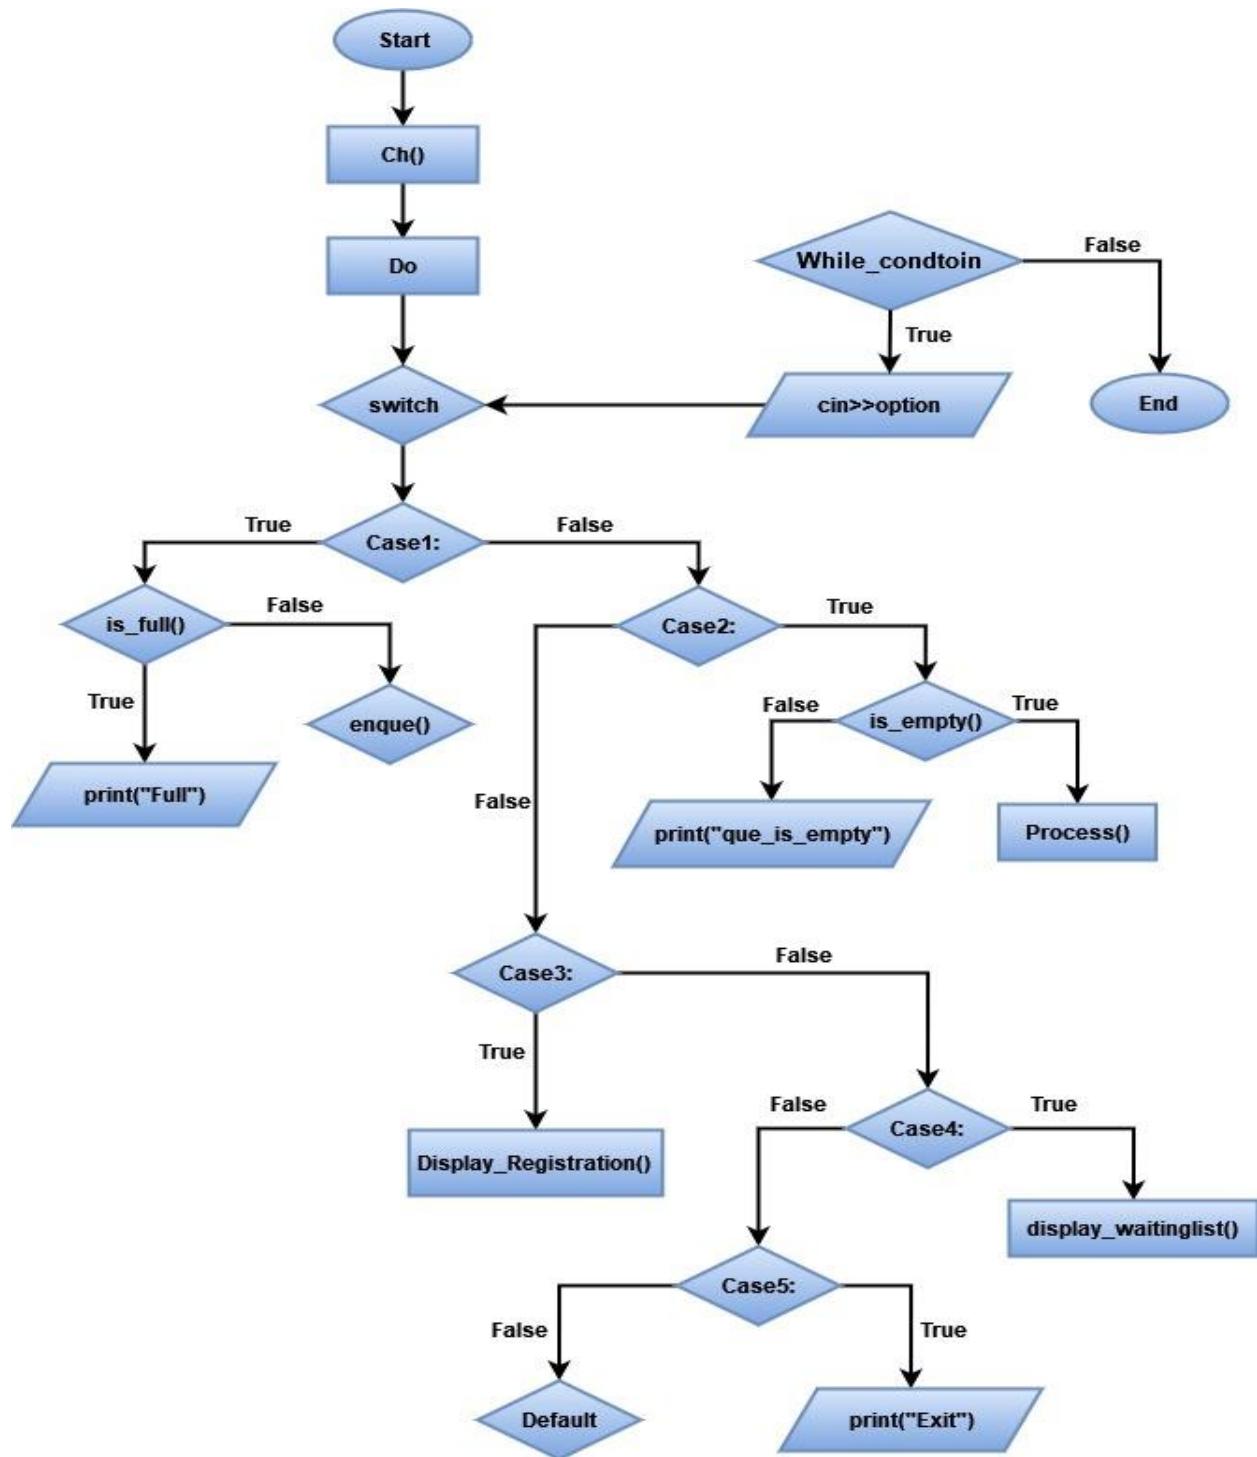 Start
Ch()
Do
While_condtoin
False
True
switch
cin>>option
End
True
False
Case1:
False
True
is_full()
Case2:
True
False
True
enque()
is_empty()
print("Full")
False
print("que_is_empty")
Process()
Case3:
False
True
False
True
Case4:
Display_Registration()
display_waitinglist()
Case5:
False
True
Default
print("Exit")